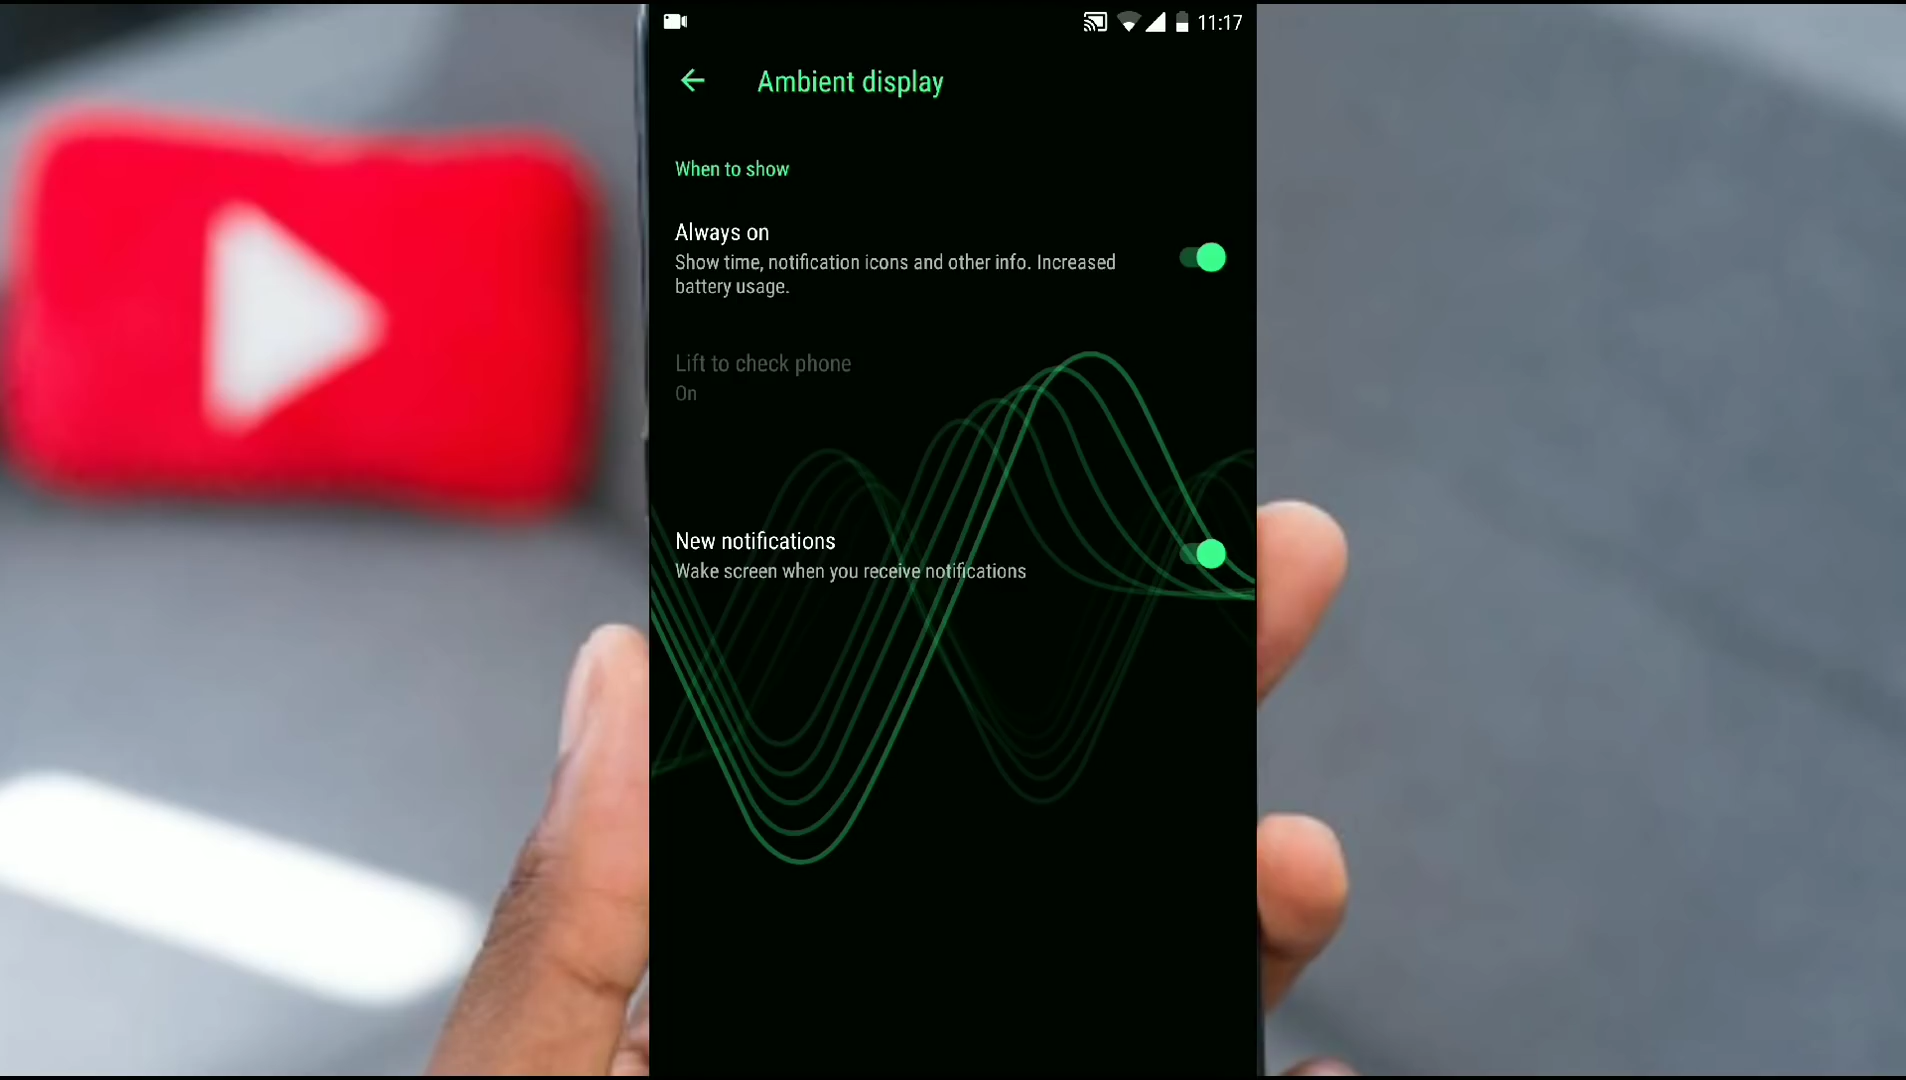 11:17
Ambient display
When to show
Always on
Show time, notification icons and other info. Increased
battery usage.
Lift to check phone
On
New notifications
Wake screen when you receive notifications